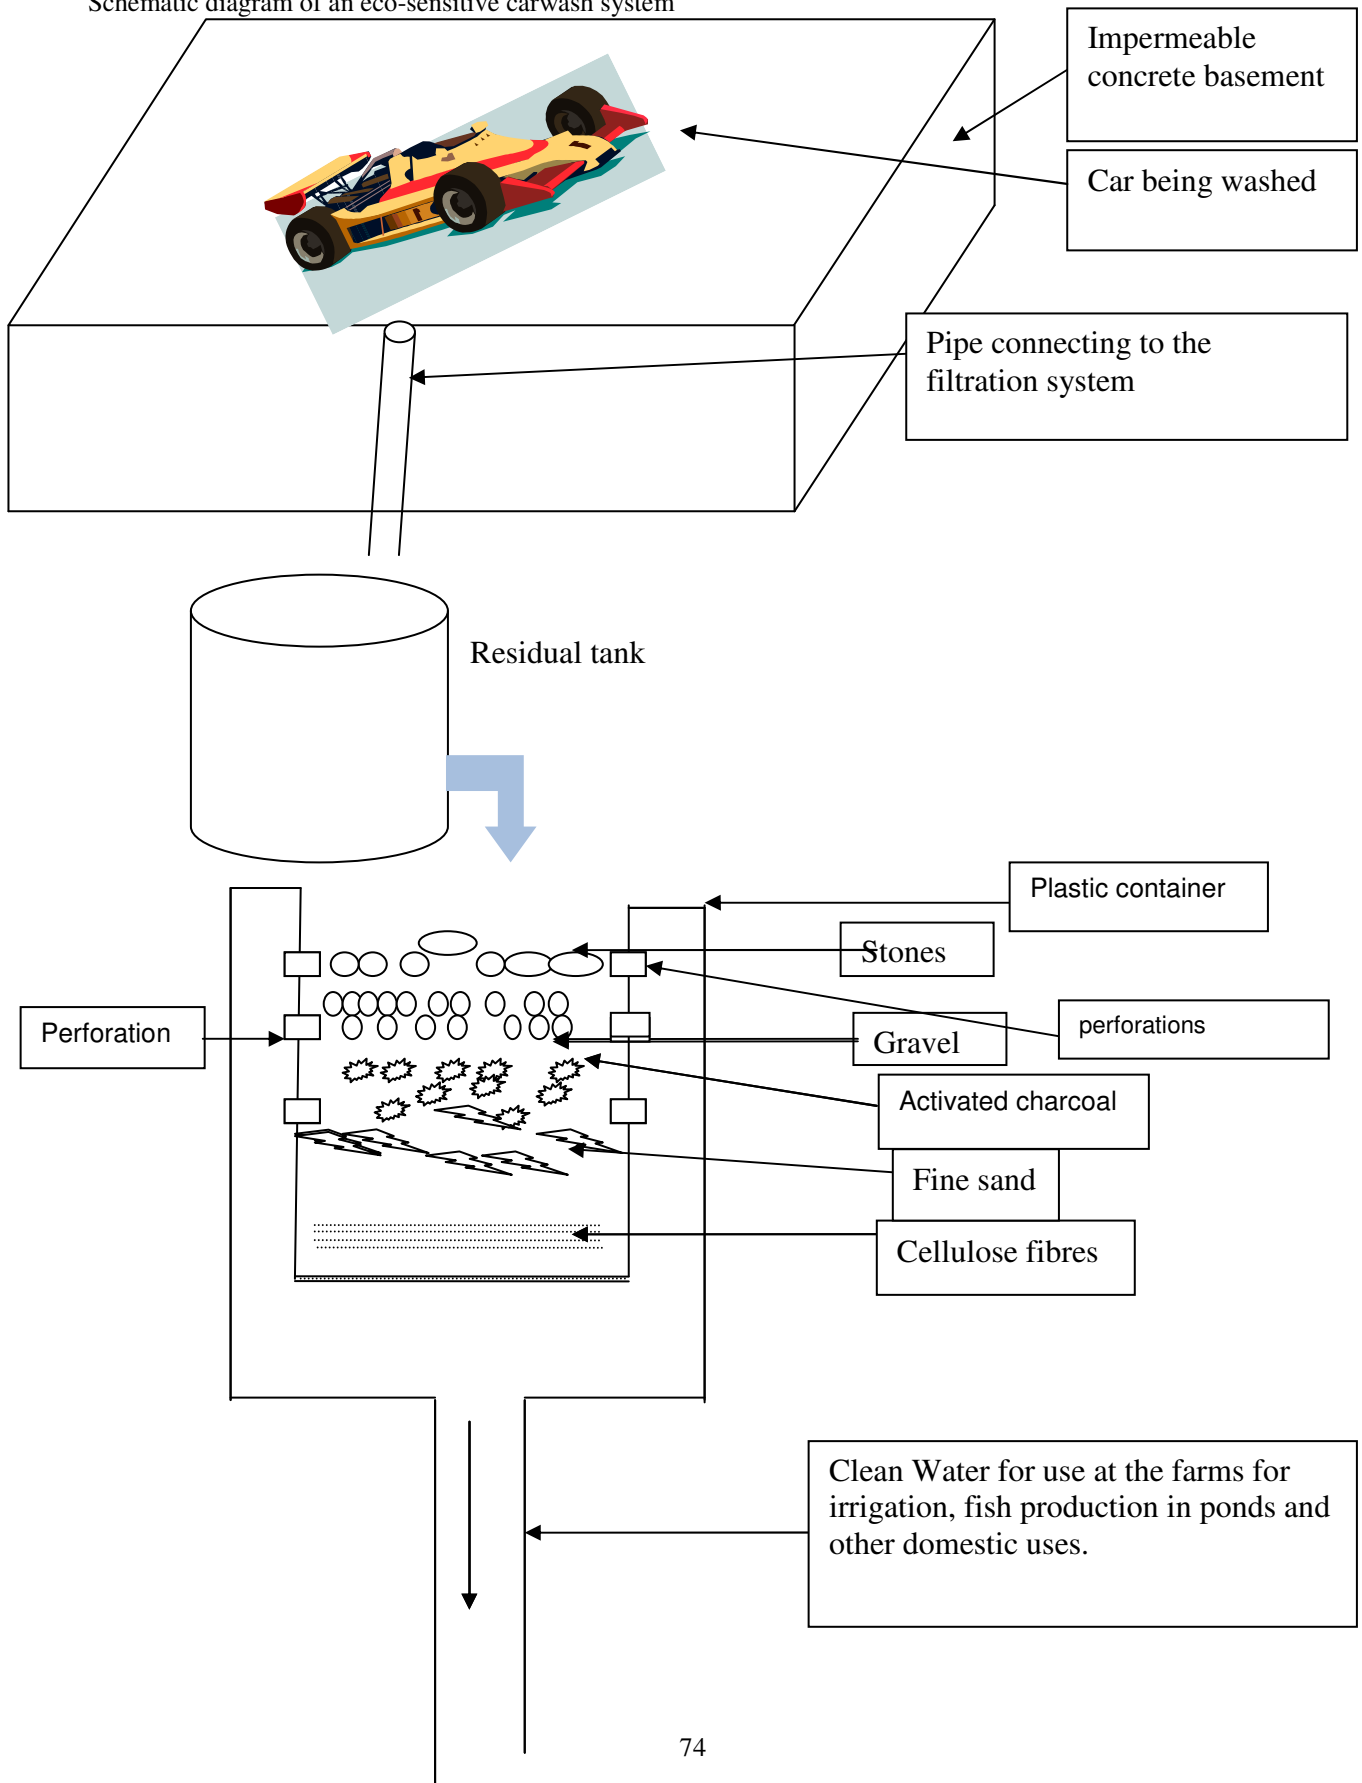 Schematic diagram of an eco-sensitive carwash system
Impermeable
concrete basement
Car being washed
Pipe connecting to the
filtration system
Residual tank
Plastic container
Stones
perforations
Perforation
Gravel
Activated charcoal
Fine sand
Cellulose fibres
Clean Water for use at the farms for
irrigation, fish production in ponds and
other domestic uses.
74